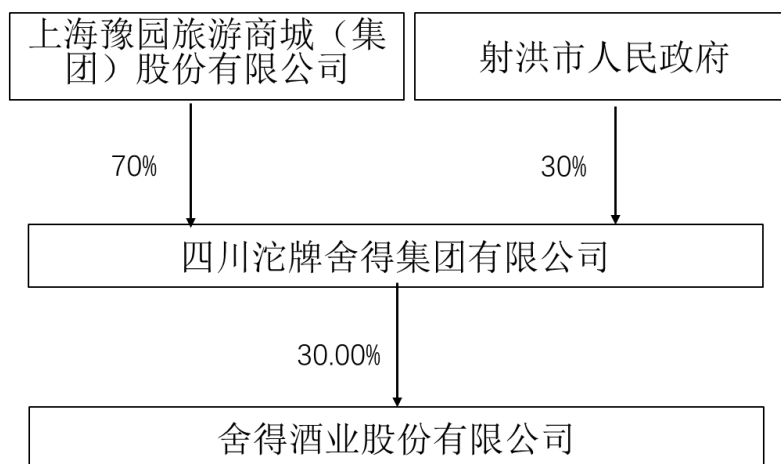 上海豫园旅游商城（集
团）股份有限公司
射洪市人民政府
70%
30%
四川沱牌舍得集团有限公司
30.00%
舍得酒业股份有限公司